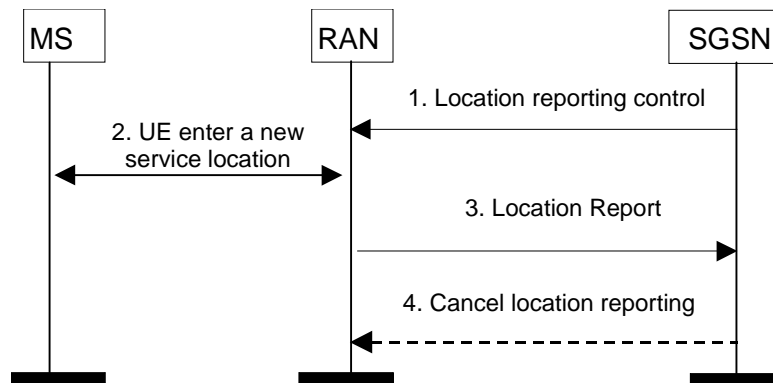 MS
RAN
SGSN
1. Location reporting control
2. UE enter a new
service location
3. Location Report
4. Cancel location reporting